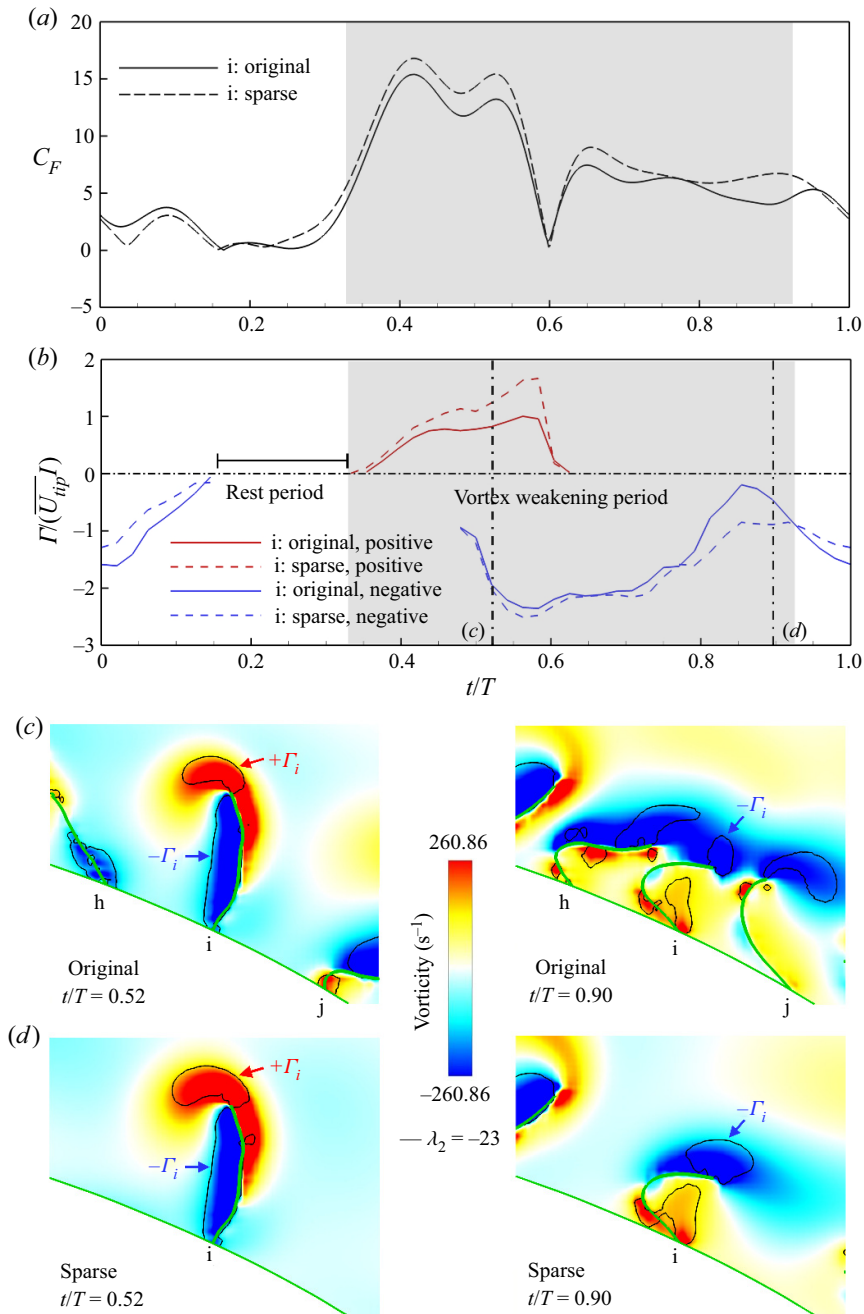 (a)
20
15
10
5
0
–5
C_F
i: original
i: sparse
0
0.2
0.4
0.6
0.8
1.0
(b)
2
1
0
–1
–2
–3
Γ/(\overline{U_{tip}}l)
Rest period
Vortex weakening period
i: original, positive
i: sparse, positive
i: original, negative
i: sparse, negative
(c)
(d)
0
0.2
0.4
0.6
0.8
1.0
t/T
(c)
+Γ_i
–Γ_i
h
i
j
Original
t/T = 0.52
260.86
Vorticity (s⁻¹)
–260.86
— λ₂ = –23
–Γ_i
h
i
j
Original
t/T = 0.90
(d)
+Γ_i
–Γ_i
i
Sparse
t/T = 0.52
–Γ_i
i
Sparse
t/T = 0.90